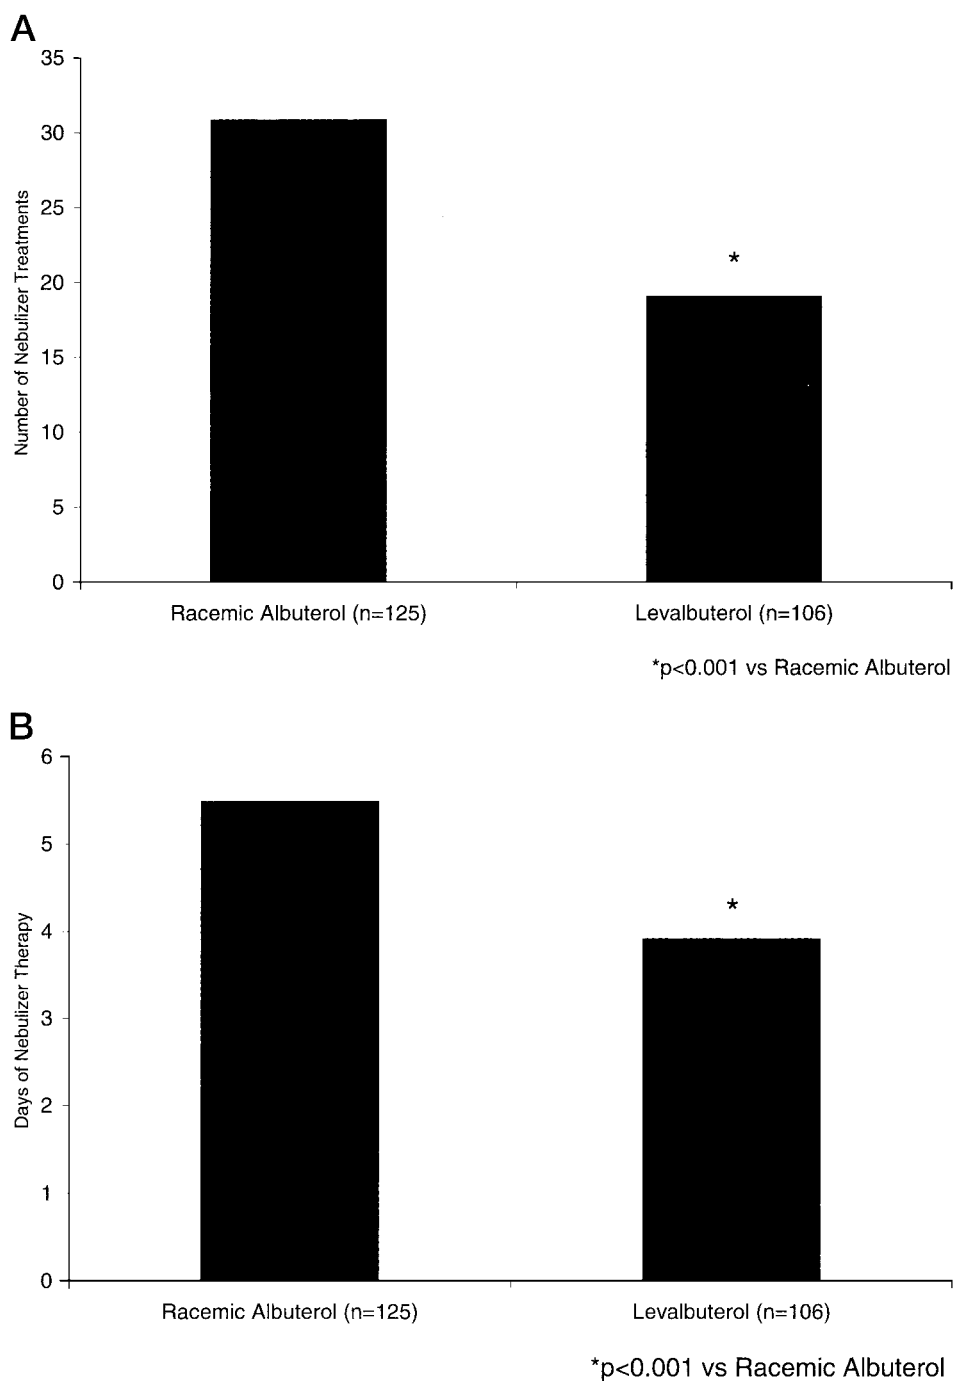 A
35
30
25
20
15
10
5
0
Number of Nebulizer Treatments
*
Racemic Albuterol (n=125)
Levalbuterol (n=106)
*p<0.001 vs Racemic Albuterol
B
6
5
4
3
2
1
0
Days of Nebulizer Therapy
*
Racemic Albuterol (n=125)
Levalbuterol (n=106)
*p<0.001 vs Racemic Albuterol